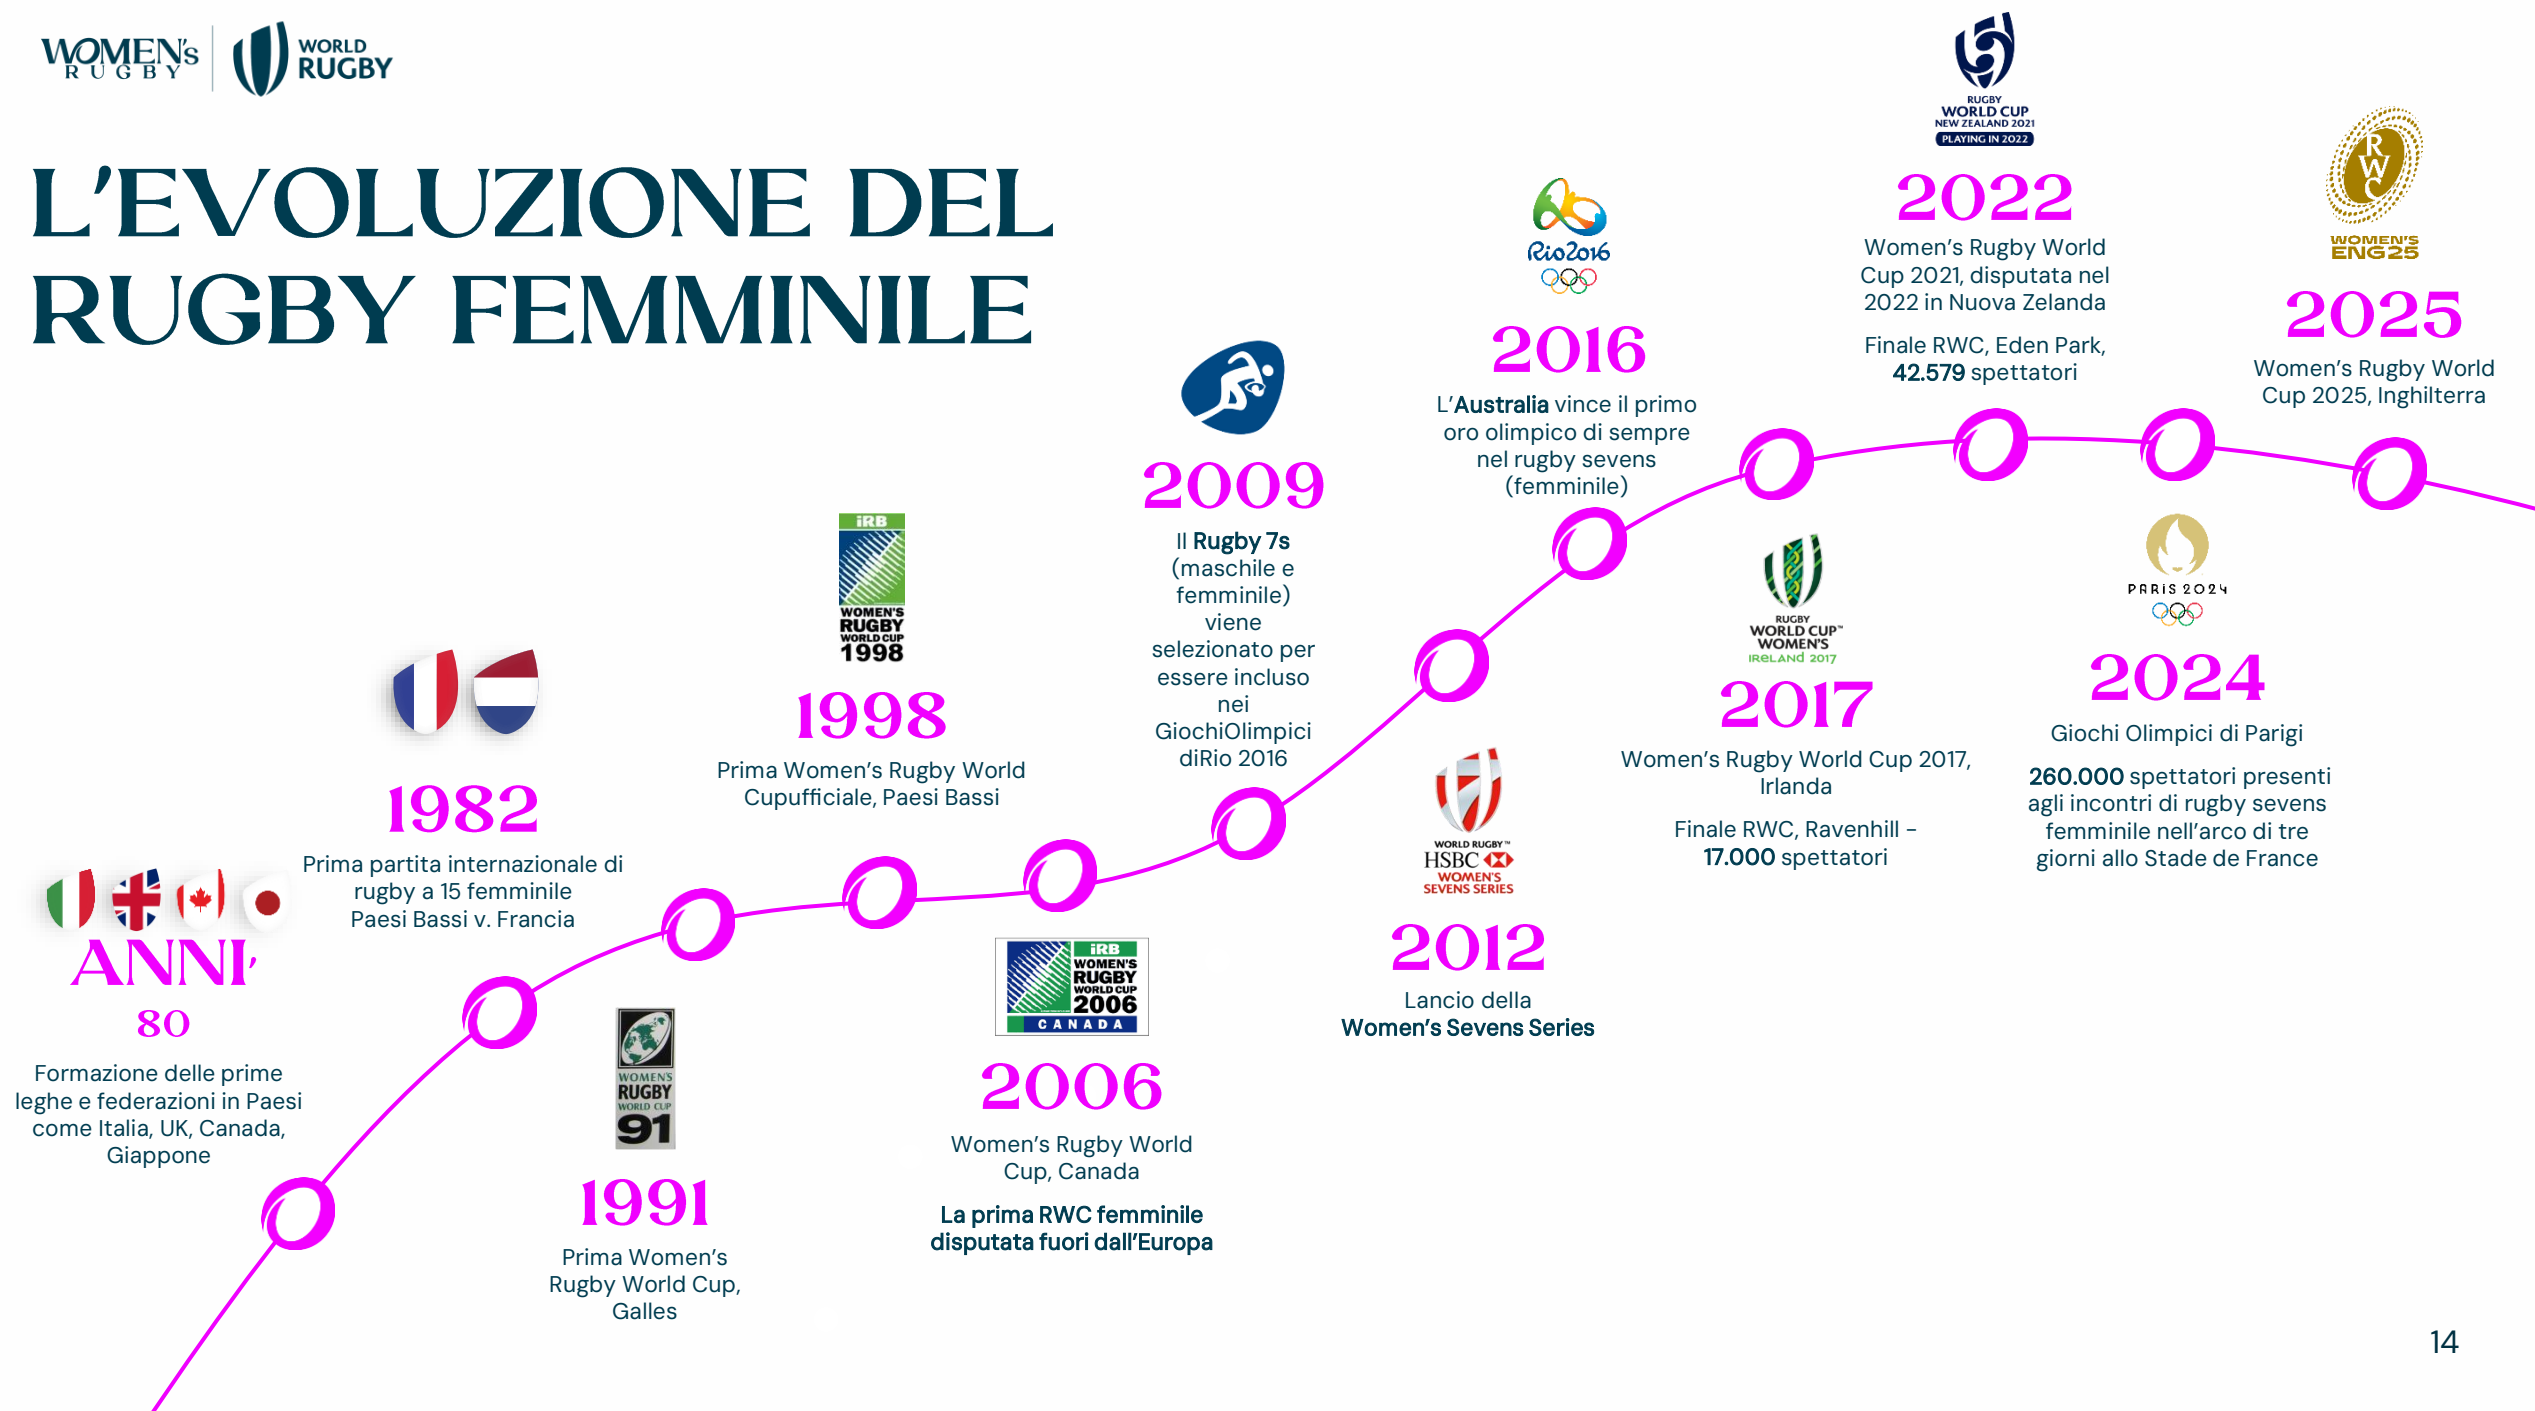 WOMEN's
RUGBY
WORLD
RUGBY
L'EVOLUZIONE DEL
RUGBY FEMMINILE
ANNI'
80
Formazione delle prime
leghe e federazioni in Paesi
come Italia, UK, Canada,
Giappone
1982
Prima partita internazionale di
rugby a 15 femminile
Paesi Bassi v. Francia
WOMEN'S
RUGBY
WORLD CUP
91
1991
Prima Women's
Rugby World Cup,
Galles
iRB
WOMEN'S
RUGBY
WORLD CUP
1998
1998
Prima Women's Rugby World
Cupufficiale, Paesi Bassi
iRB
WOMEN'S
RUGBY
WORLD CUP
2006
CANADA
2006
Women's Rugby World
Cup, Canada
La prima RWC femminile
disputata fuori dall'Europa
2009
Il Rugby 7s
(maschile e
femminile)
viene
selezionato per
essere incluso
nei
GiochiOlimpici
diRio 2016
WORLD RUGBY™
HSBC
WOMEN'S
SEVENS SERIES
2012
Lancio della
Women's Sevens Series
Rio2016
2016
L'Australia vince il primo
oro olimpico di sempre
nel rugby sevens
(femminile)
RUGBY
WORLD CUP™
WOMEN'S
IReLANd 2017
2017
Women's Rugby World Cup 2017,
Irlanda
Finale RWC, Ravenhill –
17.000 spettatori
RUGBY
WORLD CUP
NEW ZEALAND 2021
PLAYING IN 2022
2022
Women's Rugby World
Cup 2021, disputata nel
2022 in Nuova Zelanda
Finale RWC, Eden Park,
42.579 spettatori
PARIS 2024
2024
Giochi Olimpici di Parigi
260.000 spettatori presenti
agli incontri di rugby sevens
femminile nell'arco di tre
giorni allo Stade de France
R
W
C
WOMEN'S
ENG25
2025
Women's Rugby World
Cup 2025, Inghilterra
14